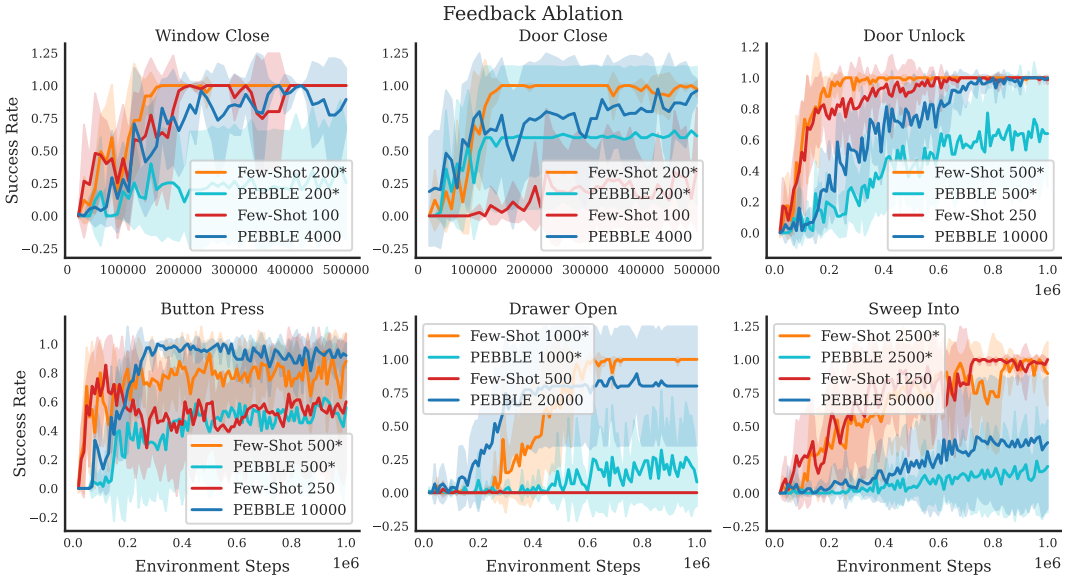 Feedback Ablation
Window Close
Door Close
Door Unlock
Success Rate
1.25
1.00
0.75
0.50
0.25
0.00
−0.25
Few-Shot 200*
PEBBLE 200*
Few-Shot 100
PEBBLE 4000
0
100000
200000
300000
400000
500000
1.25
1.00
0.75
0.50
0.25
0.00
−0.25
Few-Shot 200*
PEBBLE 200*
Few-Shot 100
PEBBLE 4000
0
100000
200000
300000
400000
500000
1.2
1.0
0.8
0.6
0.4
0.2
0.0
Few-Shot 500*
PEBBLE 500*
Few-Shot 250
PEBBLE 10000
0.0
0.2
0.4
0.6
0.8
1.0
1e6
Button Press
Drawer Open
Sweep Into
Success Rate
1.0
0.8
0.6
0.4
0.2
0.0
−0.2
Few-Shot 500*
PEBBLE 500*
Few-Shot 250
PEBBLE 10000
0.0
0.2
0.4
0.6
0.8
1.0
1e6
Environment Steps
1.25
1.00
0.75
0.50
0.25
0.00
−0.25
Few-Shot 1000*
PEBBLE 1000*
Few-Shot 500
PEBBLE 20000
0.0
0.2
0.4
0.6
0.8
1.0
1e6
Environment Steps
1.25
1.00
0.75
0.50
0.25
0.00
−0.25
Few-Shot 2500*
PEBBLE 2500*
Few-Shot 1250
PEBBLE 50000
0.0
0.2
0.4
0.6
0.8
1.0
1e6
Environment Steps